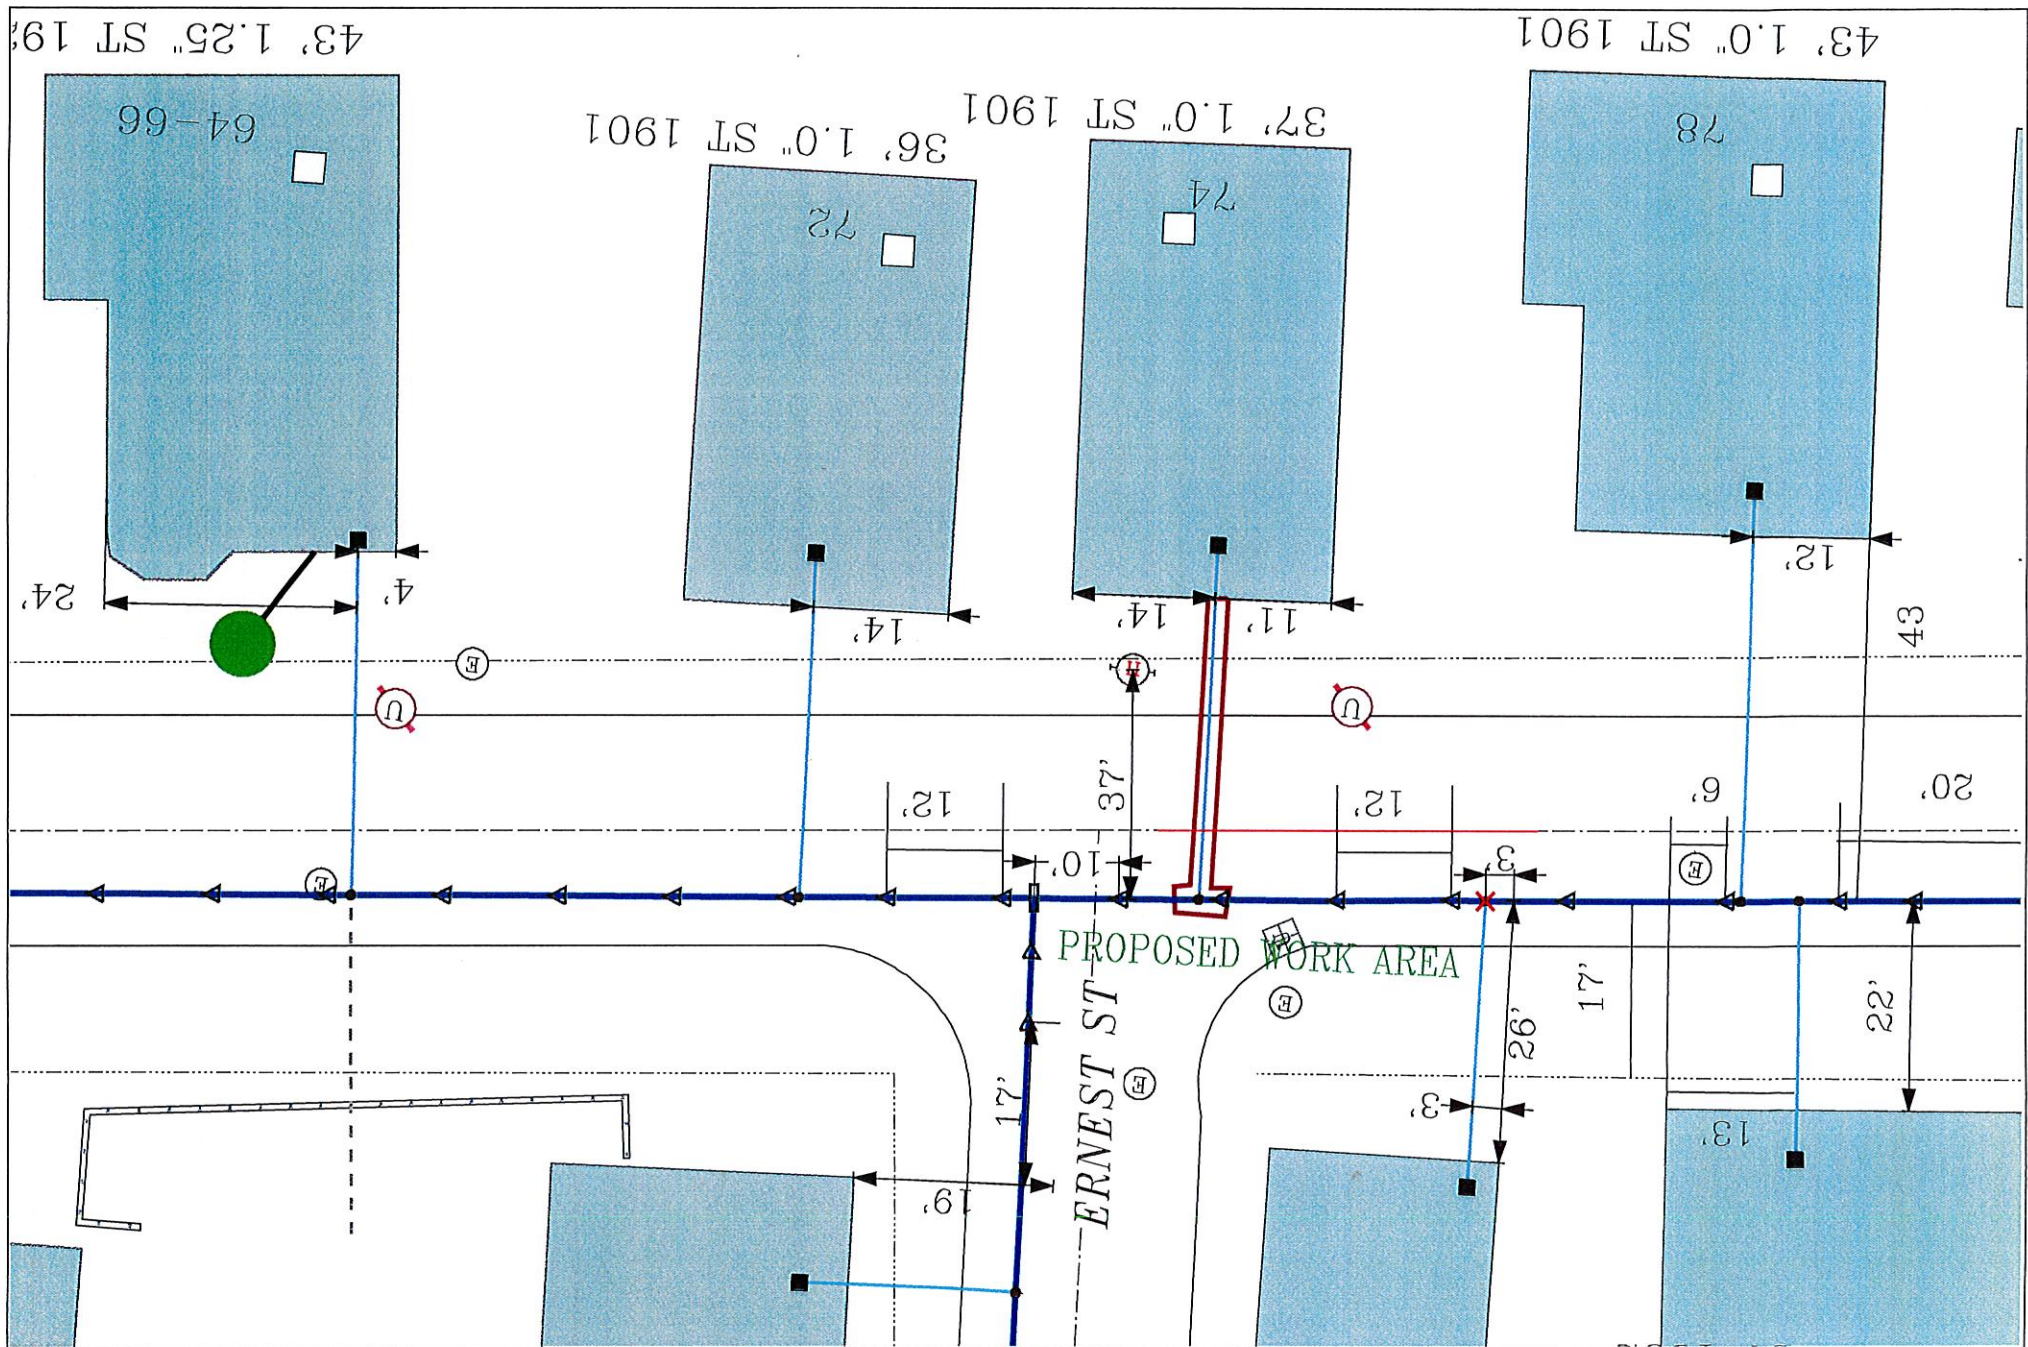 43' 1.25" ST 19
36' 1.0" ST 1901
37' 1.0" ST 1901
43' 1.0" ST 1901
64-66
72
74
78
24'
4'
14'
14'
11'
12'
43
E
H
U
U
12'
37'
12'
6'
20'
10'
3'
E
E
PROPOSED WORK AREA
E
17'
22'
26'
ERNEST ST
E
17'
3'
13'
19'